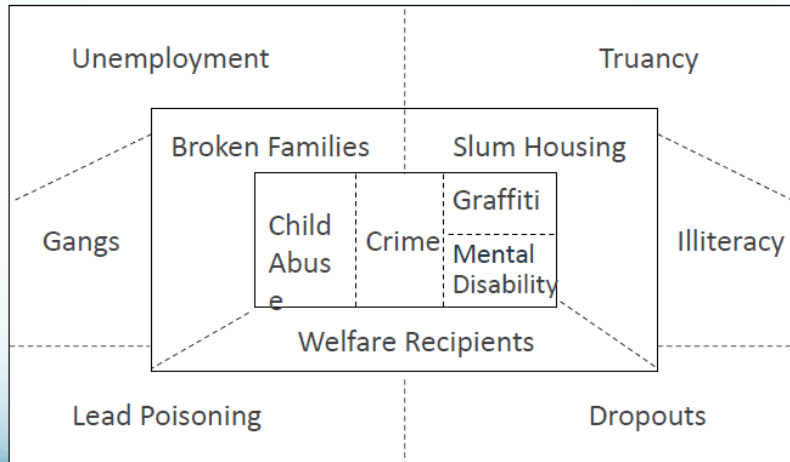 Unemployment
Truancy
Broken Families
Slum Housing
Graffiti
Child
Abus
e
Crime
Mental
Disability
Gangs
Illiteracy
Welfare Recipients
Lead Poisoning
Dropouts